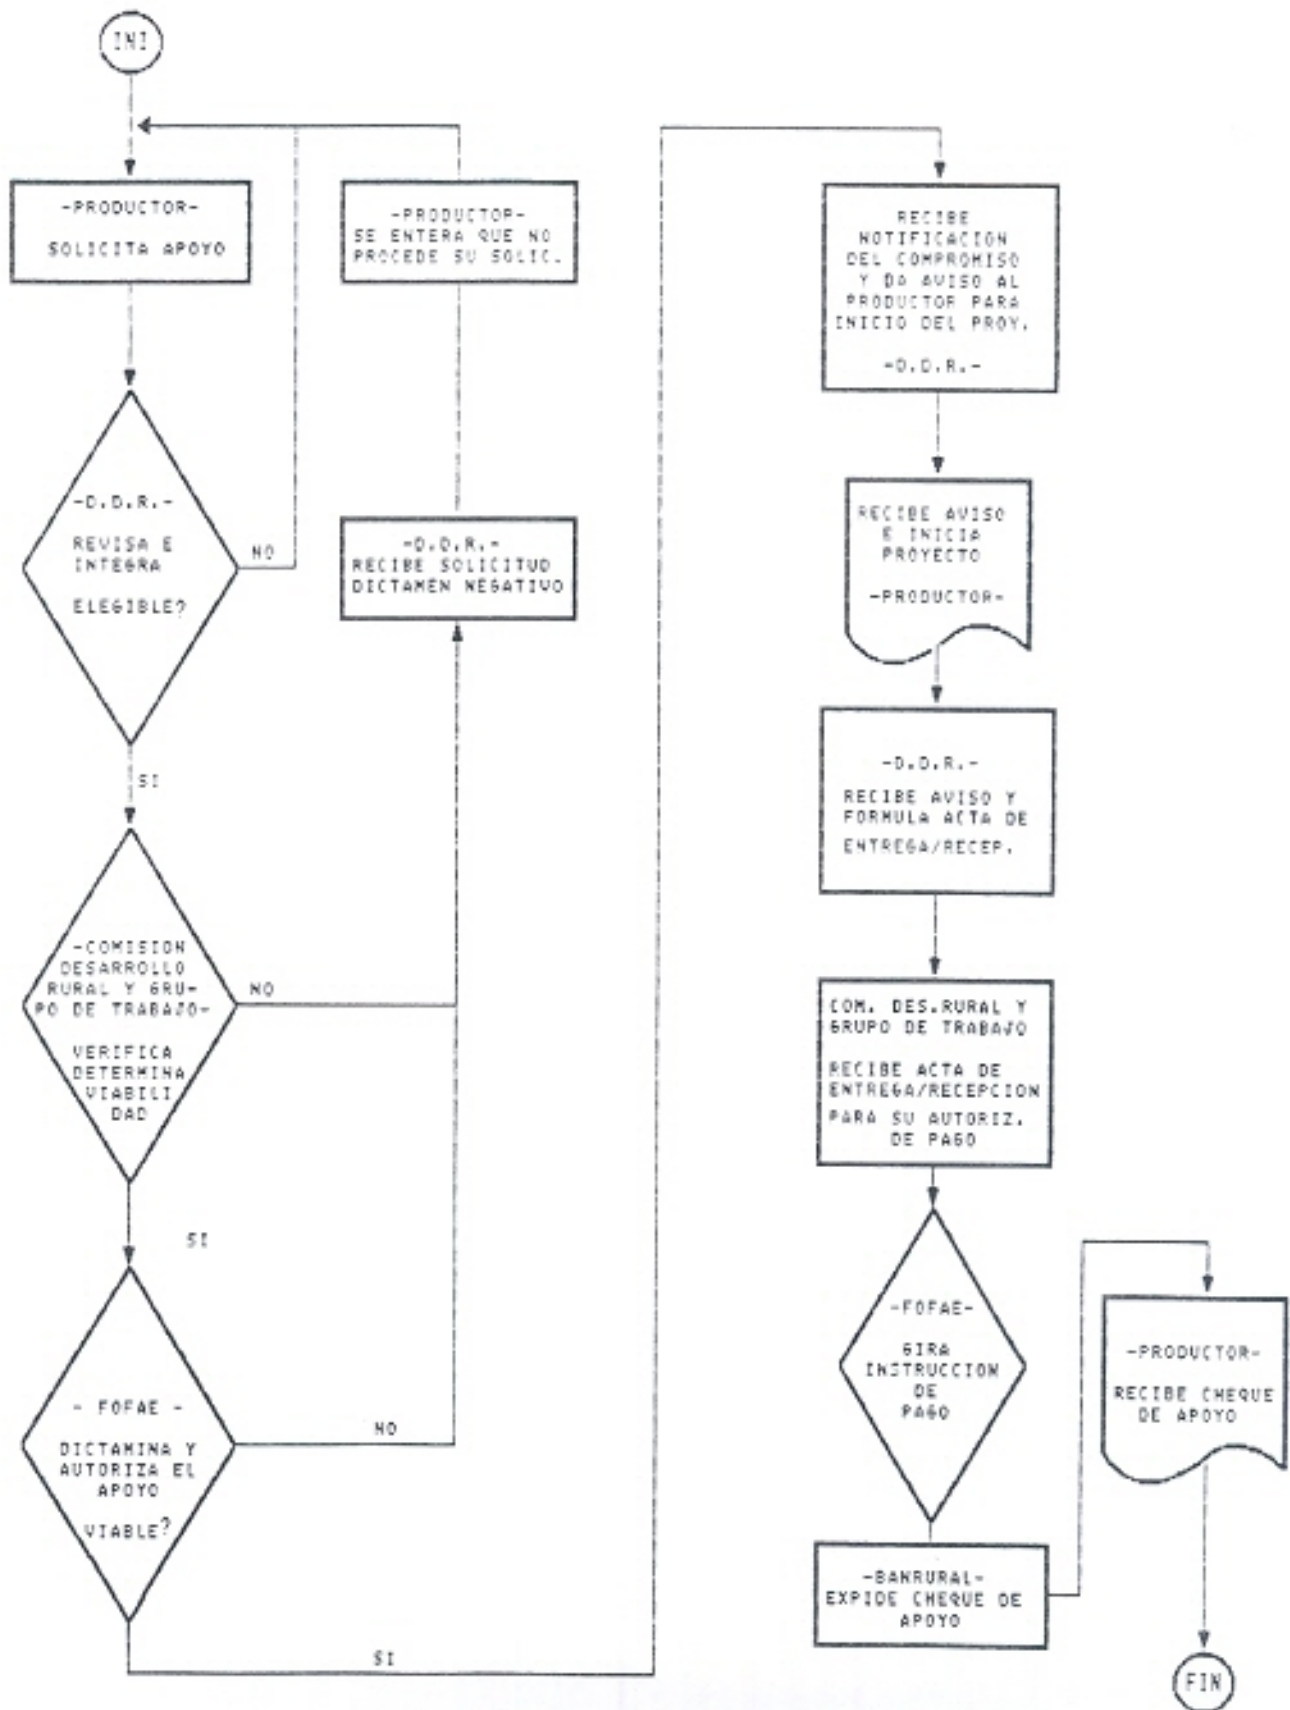 INI
-PRODUCTOR-
SOLICITA APOYO
-PRODUCTOR-
SE ENTERA QUE NO
PROCEDE SU SOLIC.
-D.D.R.-
REVISA E
INTEGRA
ELEGIBLE?
NO
-D.D.R.-
RECIBE SOLICITUD
DICTAMEN NEGATIVO
SI
-COMISION
DESARROLLO
RURAL Y GRU-
PO DE TRABAJO-
VERIFICA
DETERMINA
VIABILI
DAD
NO
SI
- FOFAE -
DICTAMINA Y
AUTORIZA EL
APOYO
VIABLE?
NO
SI
RECIBE
NOTIFICACION
DEL COMPROMISO
Y DA AVISO AL
PRODUCTOR PARA
INICIO DEL PROY.
-D.D.R.-
RECIBE AVISO
E INICIA
PROYECTO
-PRODUCTOR-
-D.D.R.-
RECIBE AVISO Y
FORMULA ACTA DE
ENTREGA/RECEP.
COM. DES.RURAL Y
GRUPO DE TRABAJO
RECIBE ACTA DE
ENTREGA/RECEPCION
PARA SU AUTORIZ.
DE PAGO
-FOFAE-
GIRA
INSTRUCCION
DE
PAGO
-BANRURAL-
EXPIDE CHEQUE DE
APOYO
-PRODUCTOR-
RECIBE CHEQUE
DE APOYO
FIN